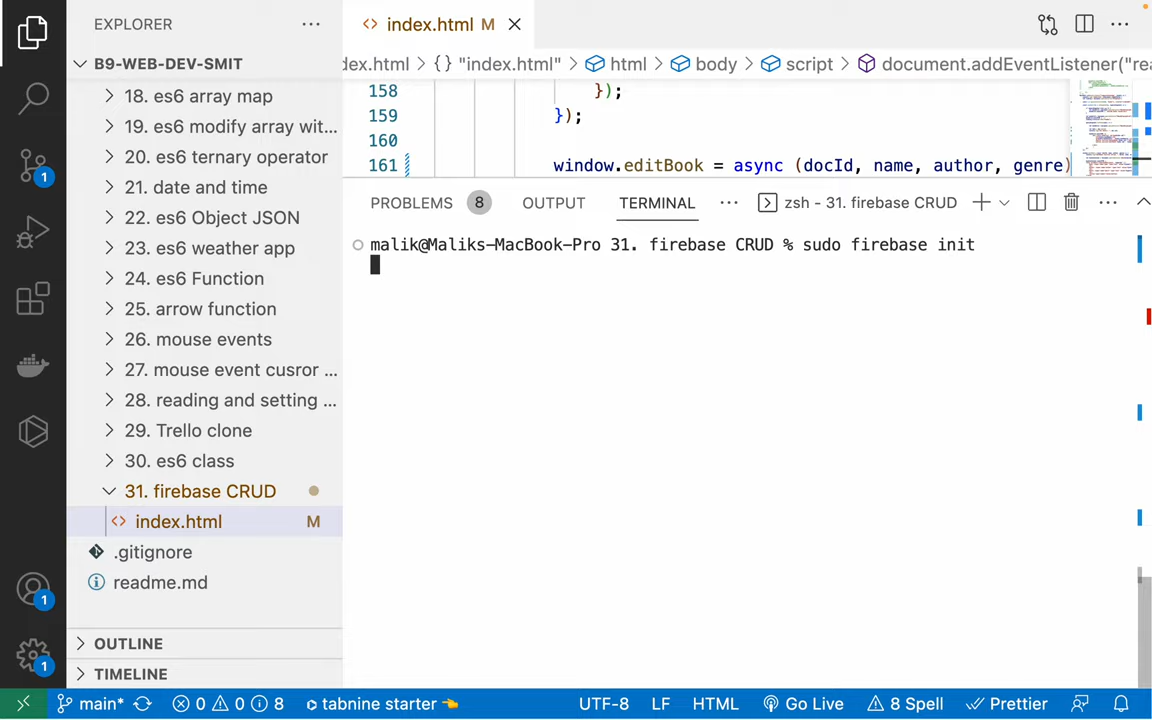 EXPLORER
B9-WEB-DEV-SMIT
18. es6 array map
19. es6 modify array wit...
20. es6 ternary operator
21. date and time
22. es6 Object JSON
23. es6 weather app
24. es6 Function
25. arrow function
26. mouse events
27. mouse event cusror ...
28. reading and setting ...
29. Trello clone
30. es6 class
31. firebase CRUD
index.html M
.gitignore
readme.md
OUTLINE
TIMELINE
1
1
1
index.html M
dex.html > {} "index.html" > html > body > script > document.addEventListener("rea
158 });
159 });
160
161 window.editBook = async (docId, name, author, genre)
PROBLEMS 8 OUTPUT TERMINAL ... zsh - 31. firebase CRUD
malik@Maliks-MacBook-Pro 31. firebase CRUD % sudo firebase init
main* 0 0 8 tabnine starter 👈 UTF-8 LF HTML Go Live 8 Spell Prettier